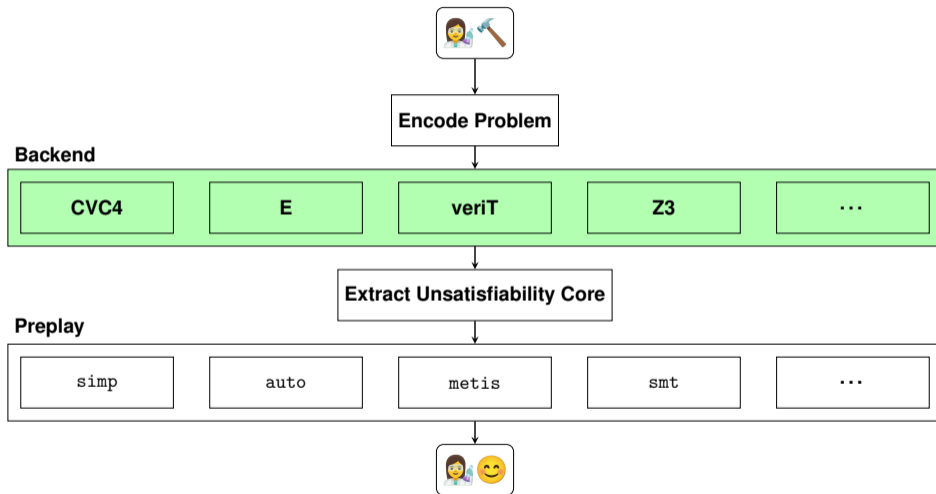 Encode Problem
Backend
CVC4 E veriT Z3 ...
Extract Unsatisfiability Core
Preplay
simp auto metis smt ...